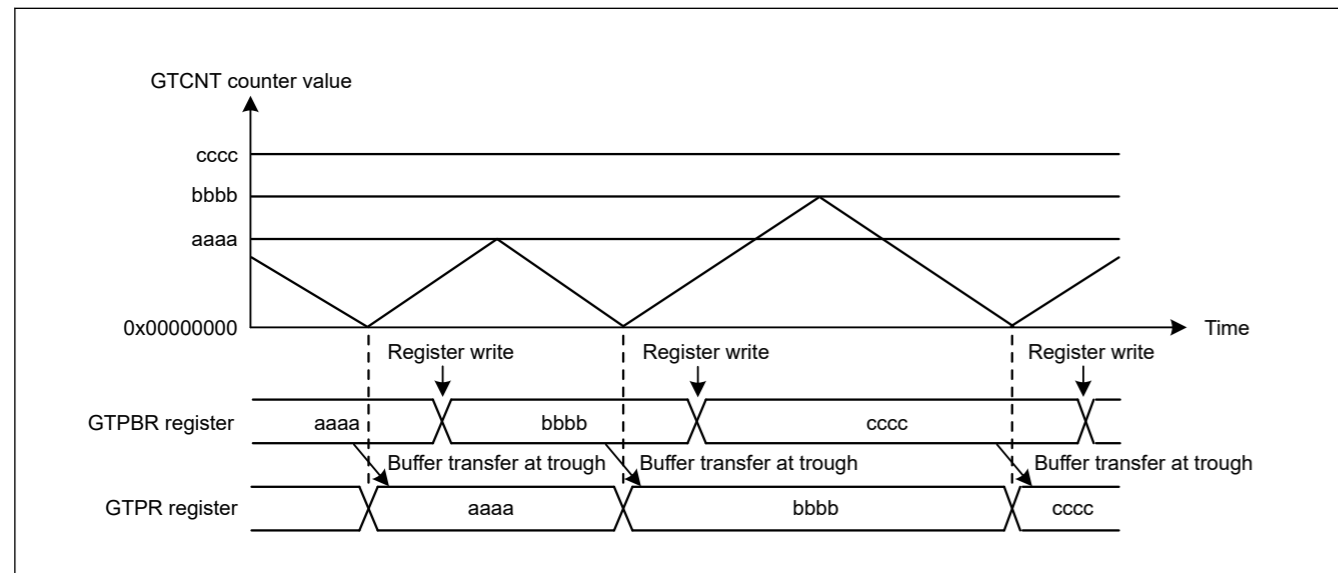 GTCNT counter value
cccc
bbbb
aaaa
0x00000000
Time
Register write Register write Register write
GTPBR register aaaa bbbb cccc
Buffer transfer at trough Buffer transfer at trough Buffer transfer at trough
GTPR register aaaa bbbb cccc